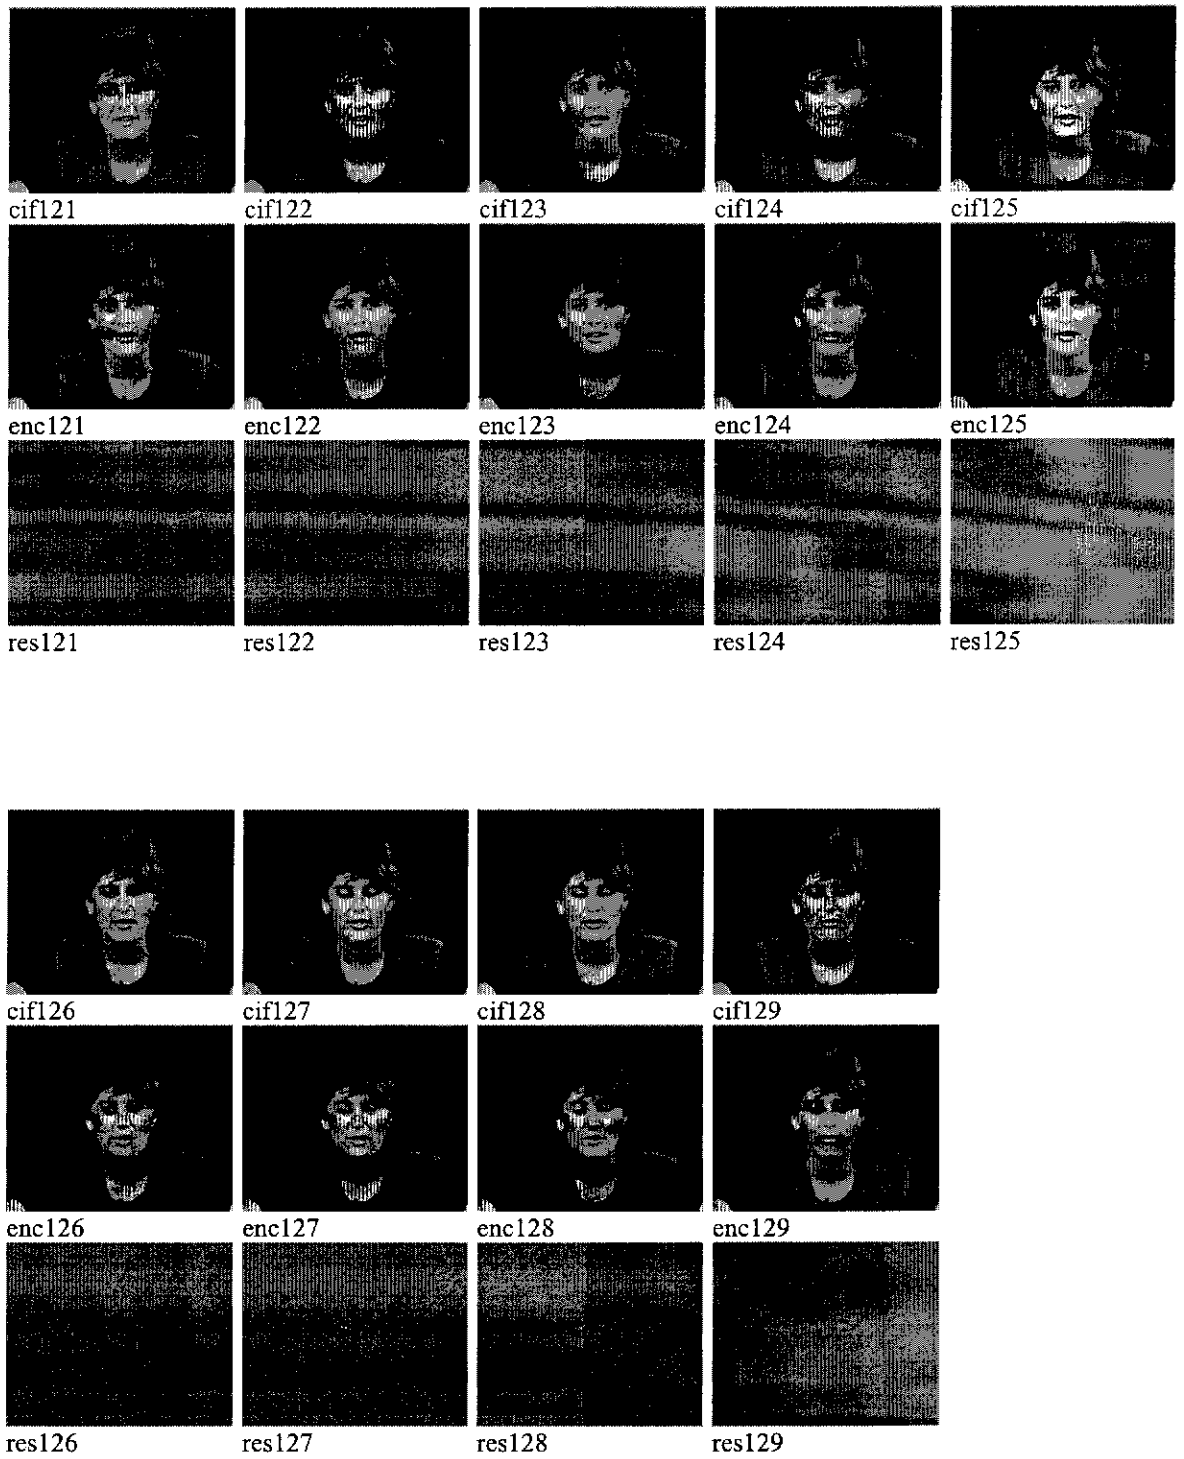 cif121 cif122 cif123 cif124 cif125
enc121 enc122 enc123 enc124 enc125
res121 res122 res123 res124 res125
cif126 cif127 cif128 cif129
enc126 enc127 enc128 enc129
res126 res127 res128 res129